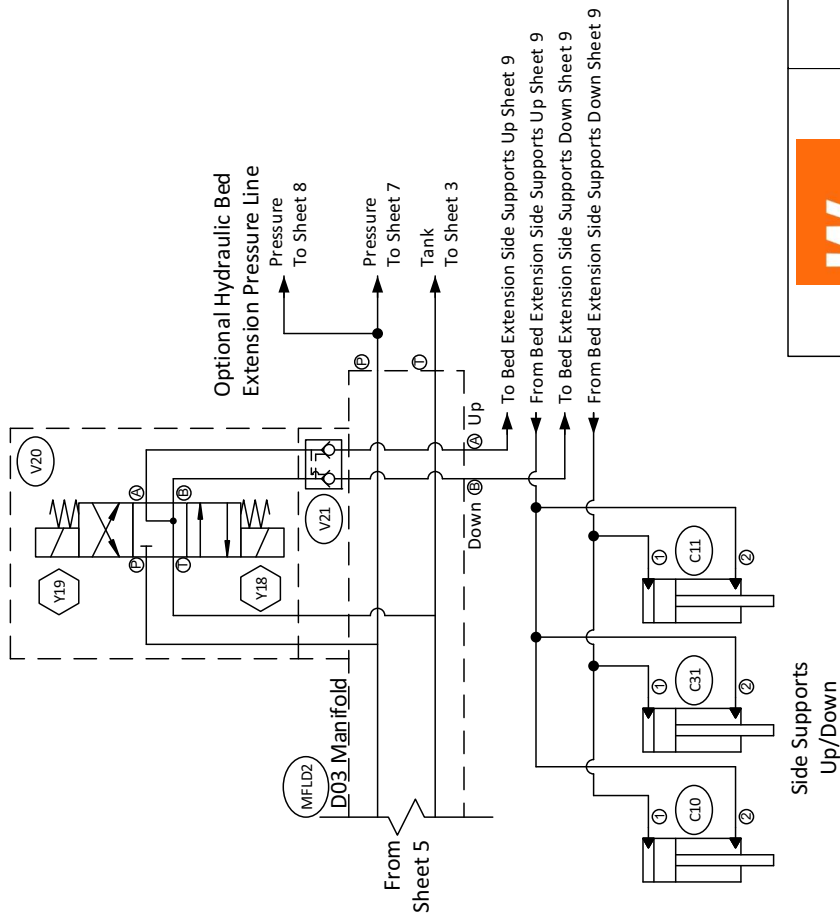 Optional Hydraulic Bed
Extension Pressure Line
Pressure
To Sheet 8
Pressure
To Sheet 7
Tank
To Sheet 3
V20
Y19
Y18
P
T
A
B
V21
P
T
MFLD2
D03 Manifold
From
Sheet 5
Down
B
A
Up
To Bed Extension Side Supports Up Sheet 9
From Bed Extension Side Supports Up Sheet 9
To Bed Extension Side Supports Down Sheet 9
From Bed Extension Side Supports Down Sheet 9
1
C10
2
1
C31
2
1
C11
2
Side Supports
Up/Down